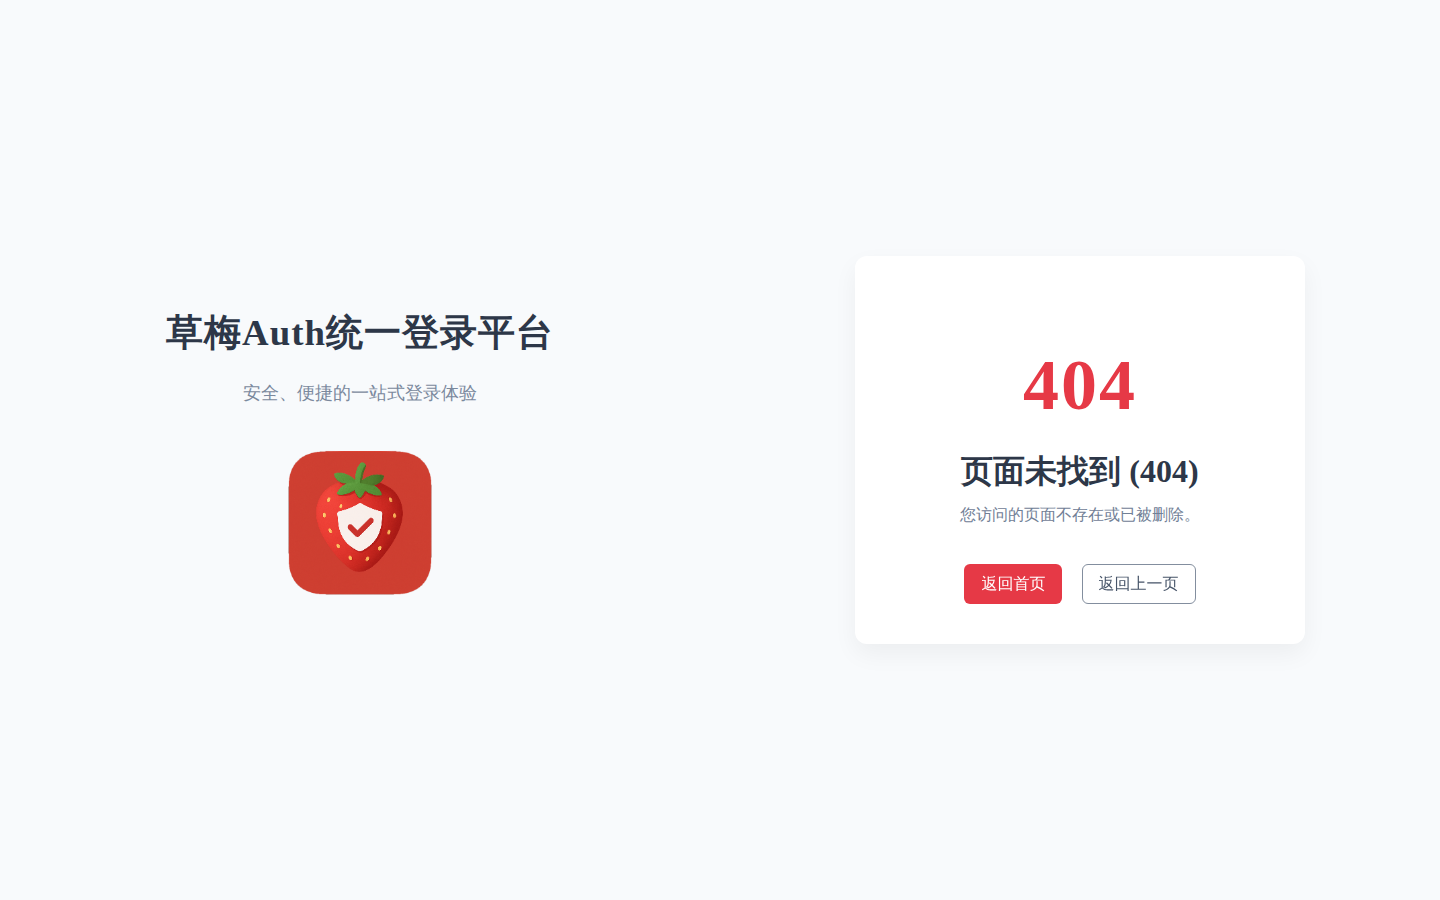 草梅Auth统一登录平台
安全、便捷的一站式登录体验
404
页面未找到 (404)
您访问的页面不存在或已被删除。
返回首页
返回上一页